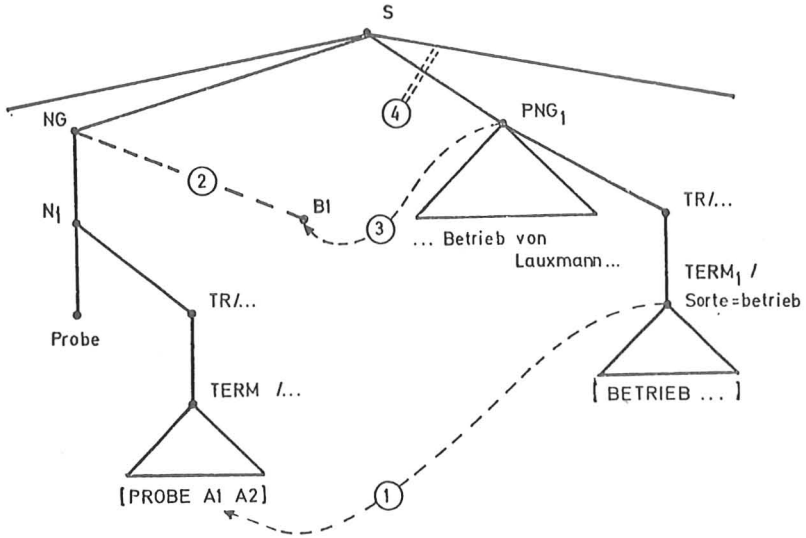 S
NG
PNG₁
4
2
B1
3
N₁
TR/...
... Betrieb von
Lauxmann...
TERM₁ /
Sorte=betrieb
TR/...
Probe
TERM /...
[ BETRIEB ... ]
[PROBE A1 A2]
1